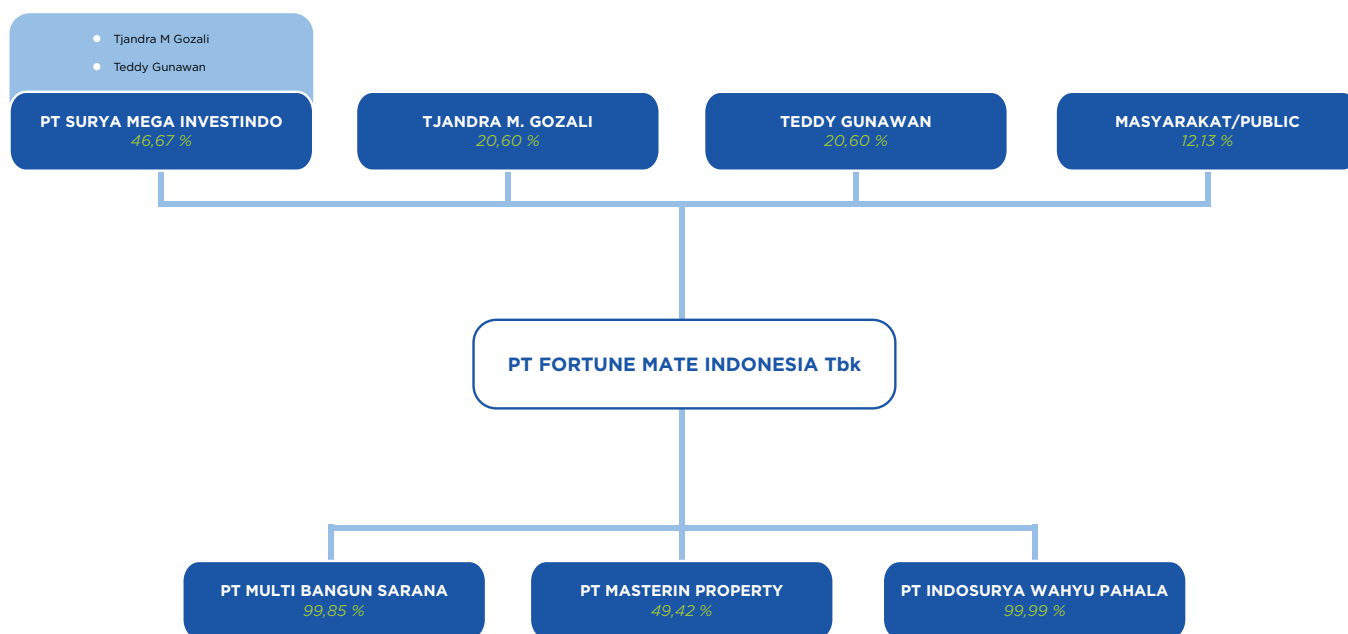 Tjandra M Gozali
Teddy Gunawan
PT SURYA MEGA INVESTINDO
46,67 %
TJANDRA M. GOZALI
20,60 %
TEDDY GUNAWAN
20,60 %
MASYARAKAT/PUBLIC
12,13 %
PT FORTUNE MATE INDONESIA Tbk
PT MULTI BANGUN SARANA
99,85 %
PT MASTERIN PROPERTY
49,42 %
PT INDOSURYA WAHYU PAHALA
99,99 %